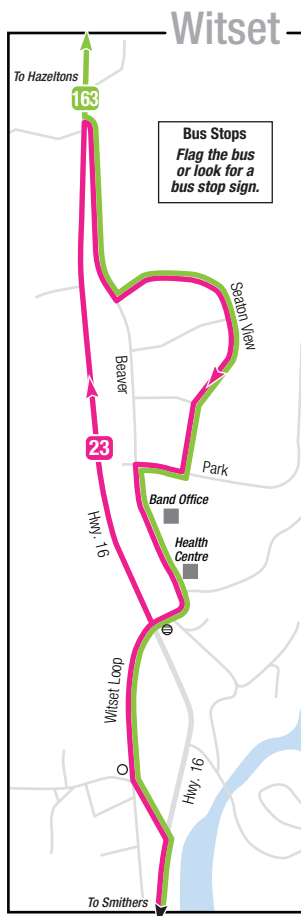 Witset
To Hazeltons
163
Bus Stops
Flag the bus
or look for a
bus stop sign.
Seaton View
Beaver
23
Park
Hwy. 16
Band Office
Health
Centre
Witset Loop
Hwy. 16
To Smithers